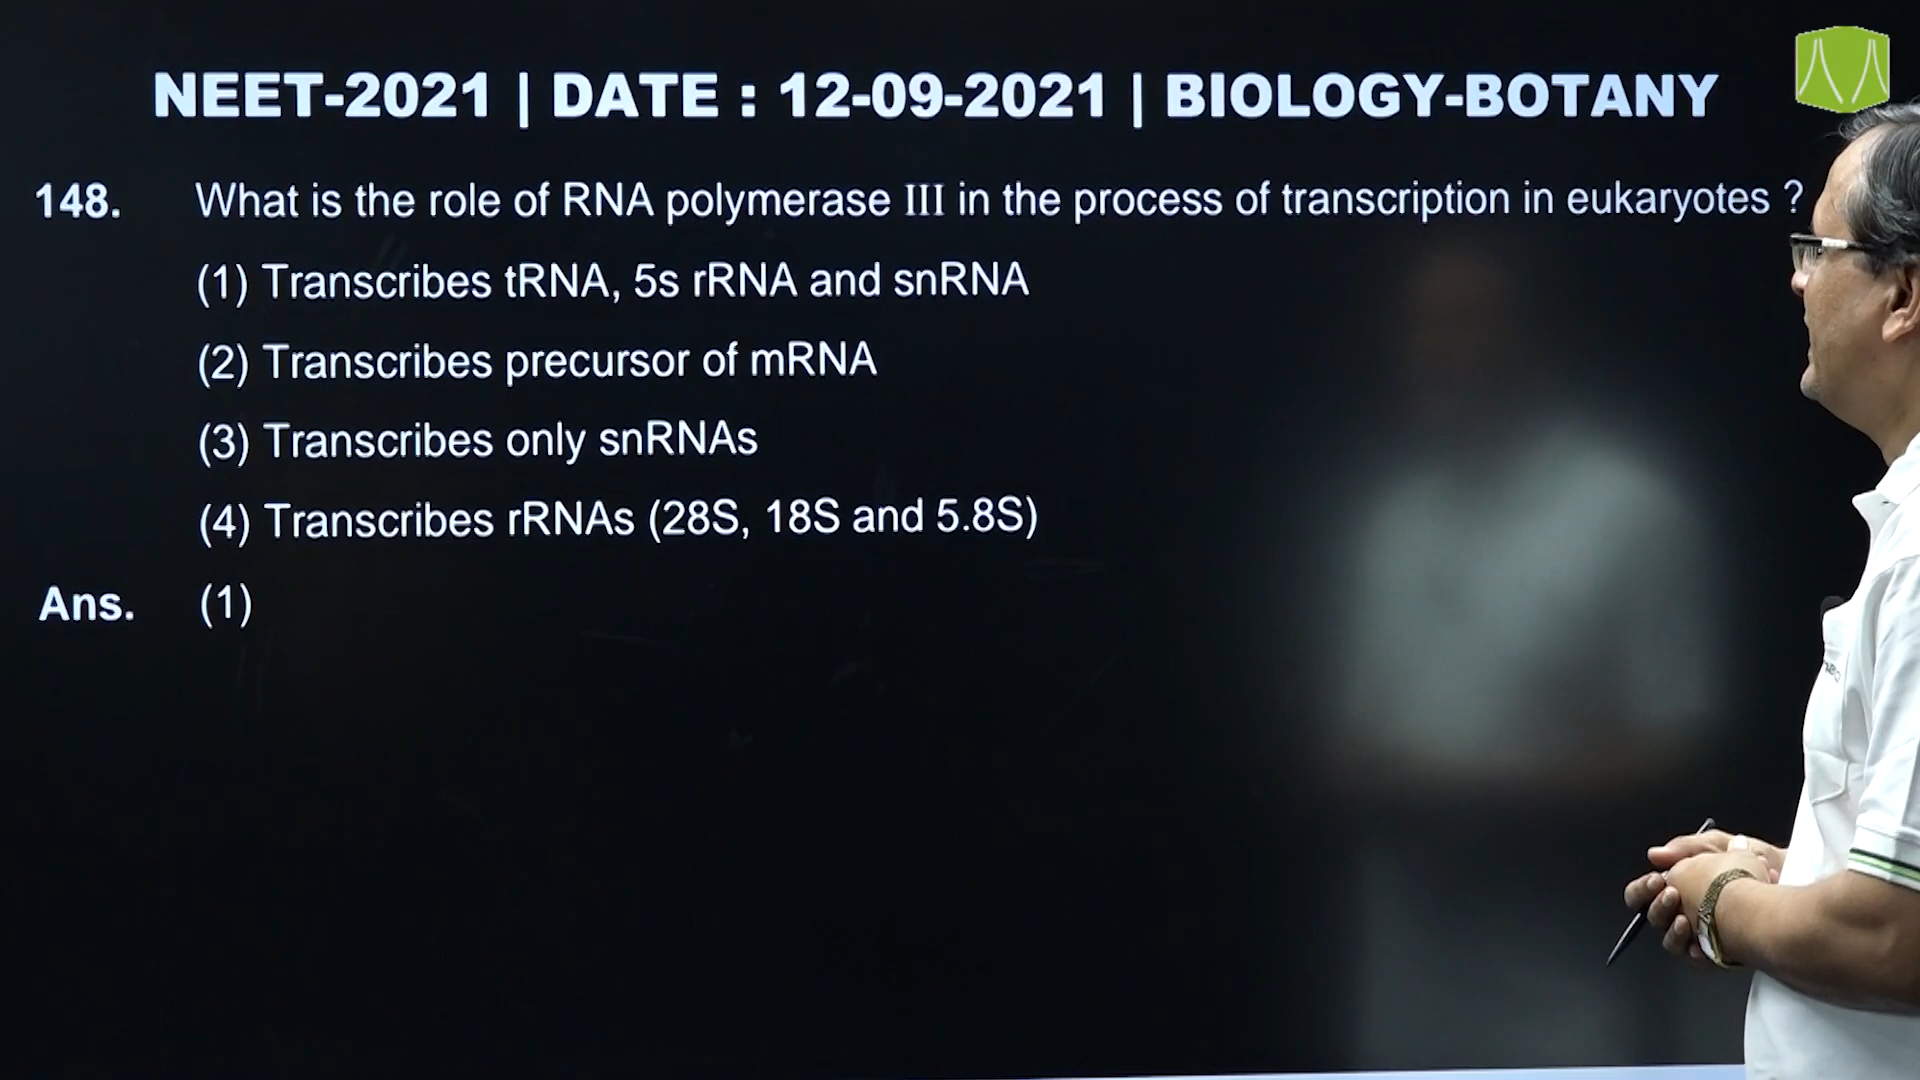 NEET-2021 | DATE : 12-09-2021 | BIOLOGY-BOTANY
148. What is the role of RNA polymerase III in the process of transcription in eukaryotes ?
(1) Transcribes tRNA, 5s rRNA and snRNA
(2) Transcribes precursor of mRNA
(3) Transcribes only snRNAs
(4) Transcribes rRNAs (28S, 18S and 5.8S)
Ans. (1)